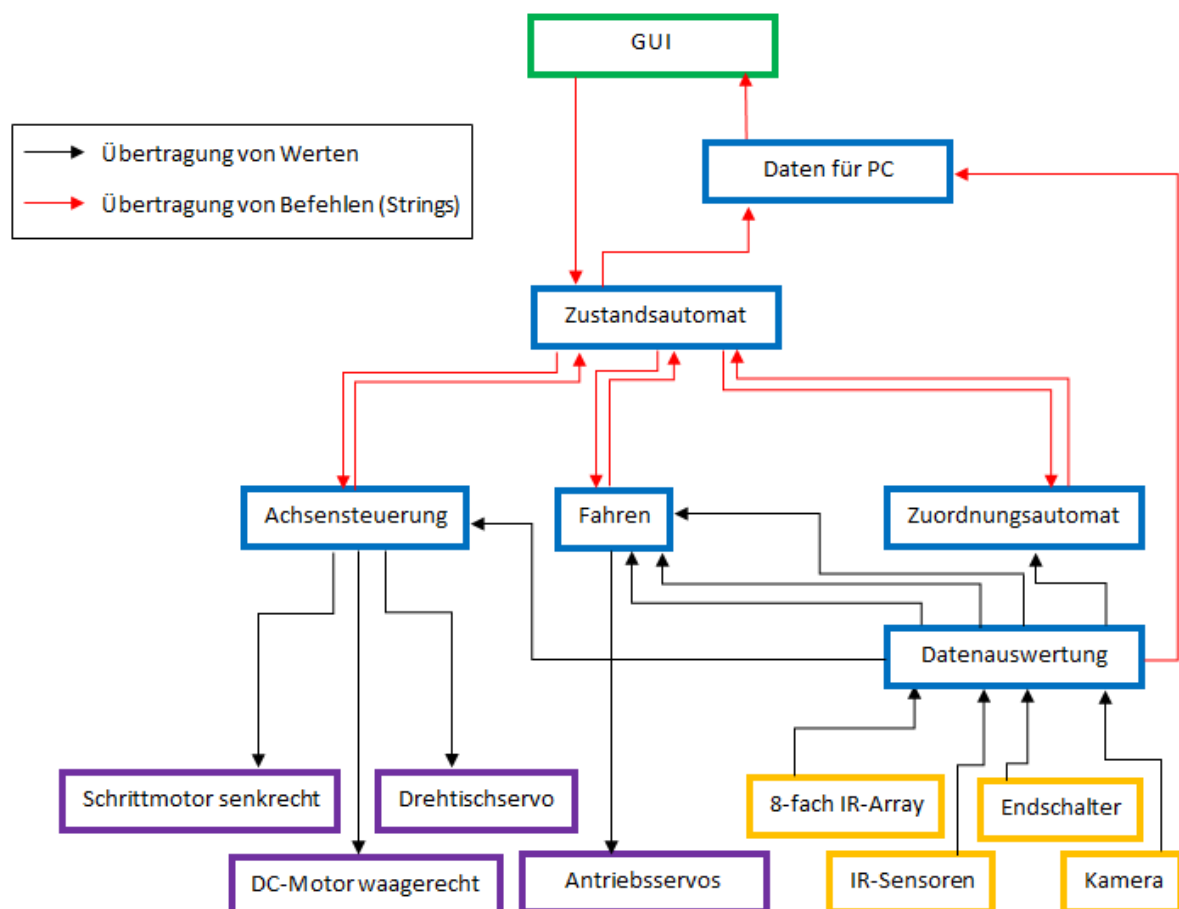 GUI
Übertragung von Werten
Übertragung von Befehlen (Strings)
Daten für PC
Zustandsautomat
Achsensteuerung
Fahren
Zuordnungsautomat
Datenauswertung
Schrittmotor senkrecht
Drehtischservo
8-fach IR-Array
Endschalter
DC-Motor waagerecht
Antriebsservos
IR-Sensoren
Kamera